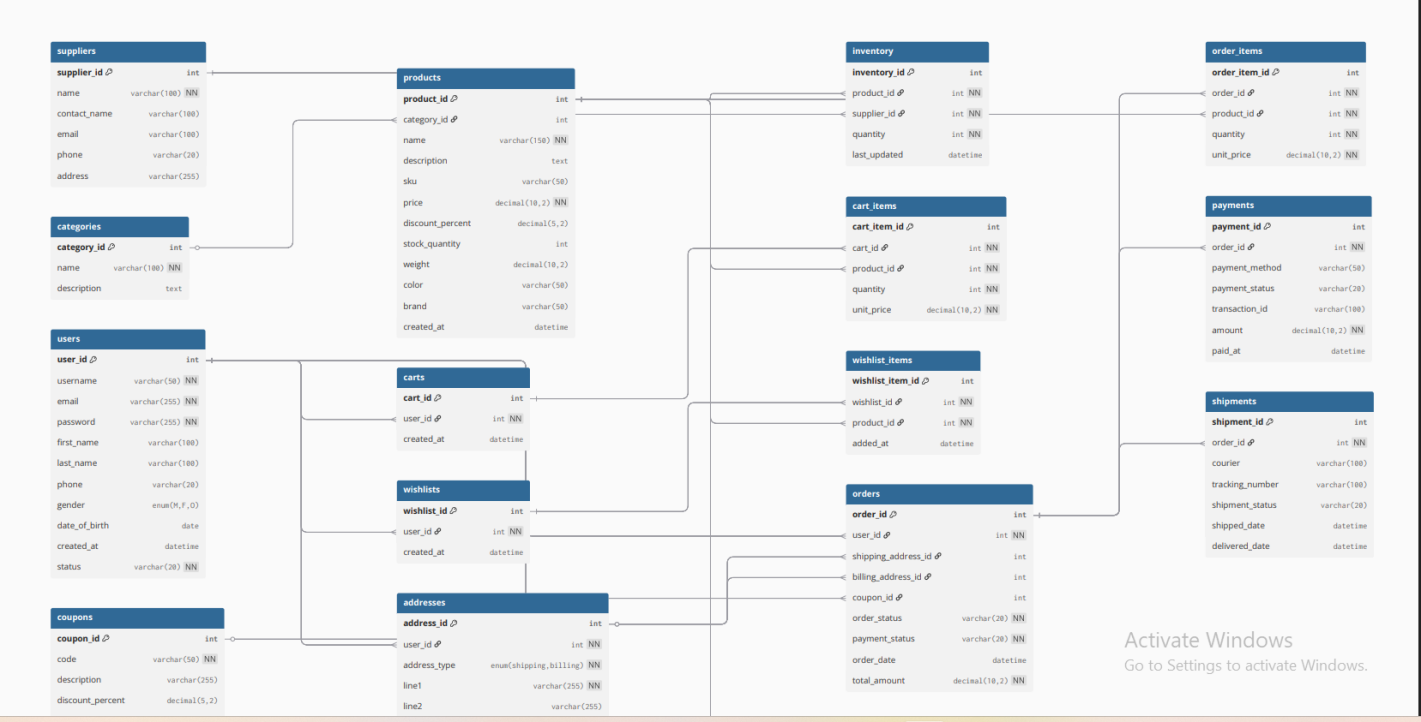 suppliers
supplier_id int
name varchar(100) NN
contact_name varchar(100)
email varchar(100)
phone varchar(20)
address varchar(255)
categories
category_id int
name varchar(100) NN
description text
users
user_id int
username varchar(50) NN
email varchar(255) NN
password varchar(255) NN
first_name varchar(100)
last_name varchar(100)
phone varchar(20)
gender enum(M,F,O)
date_of_birth date
created_at datetime
status varchar(20) NN
coupons
coupon_id int
code varchar(50) NN
description varchar(255)
discount_percent decimal(5,2)
products
product_id int
category_id int
name varchar(150) NN
description text
sku varchar(50)
price decimal(10,2) NN
discount_percent decimal(5,2)
stock_quantity int
weight decimal(10,2)
color varchar(50)
brand varchar(50)
created_at datetime
carts
cart_id int
user_id int NN
created_at datetime
wishlists
wishlist_id int
user_id int NN
created_at datetime
addresses
address_id int
user_id int NN
address_type enum(shipping,billing) NN
line1 varchar(255) NN
line2 varchar(255)
inventory
inventory_id int
product_id int NN
supplier_id int NN
quantity int NN
last_updated datetime
cart_items
cart_item_id int
cart_id int NN
product_id int NN
quantity int NN
unit_price decimal(10,2) NN
wishlist_items
wishlist_item_id int
wishlist_id int NN
product_id int NN
added_at datetime
orders
order_id int
user_id int NN
shipping_address_id int
billing_address_id int
coupon_id int
order_status varchar(20) NN
payment_status varchar(20) NN
order_date datetime
total_amount decimal(10,2) NN
order_items
order_item_id int
order_id int NN
product_id int NN
quantity int NN
unit_price decimal(10,2) NN
payments
payment_id int
order_id int NN
payment_method varchar(50)
payment_status varchar(20)
transaction_id varchar(100)
amount decimal(10,2) NN
paid_at datetime
shipments
shipment_id int
order_id int NN
courier varchar(100)
tracking_number varchar(100)
shipment_status varchar(20)
shipped_date datetime
delivered_date datetime
Activate Windows
Go to Settings to activate Windows.